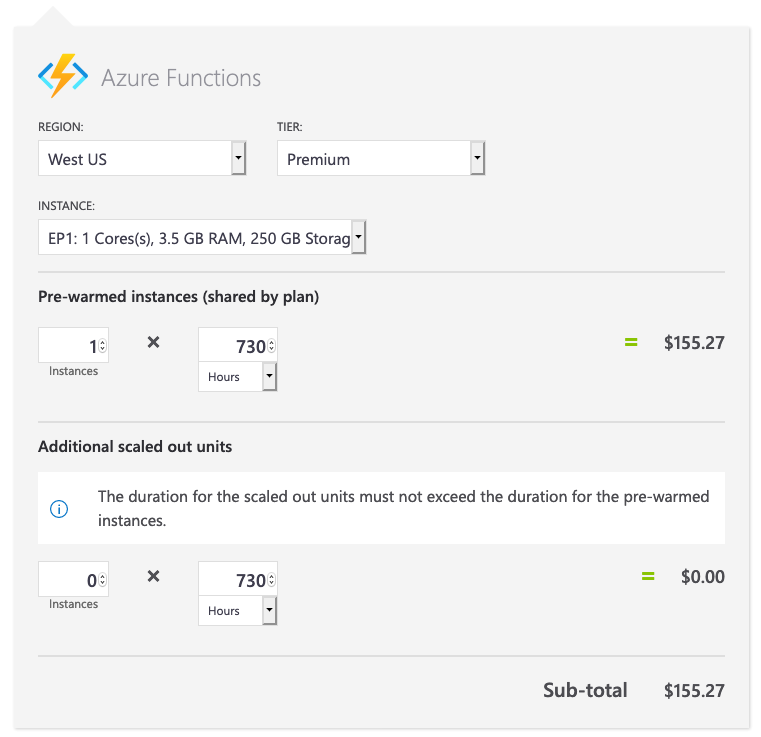 Azure Functions
REGION: TIER:
West US Premium
INSTANCE:
EP1: 1 Cores(s), 3.5 GB RAM, 250 GB Storag
Pre-warmed instances (shared by plan)
1 × 730 = $155.27
Instances Hours
Additional scaled out units
The duration for the scaled out units must not exceed the duration for the pre-warmed
instances.
0 × 730 = $0.00
Instances Hours
Sub-total $155.27